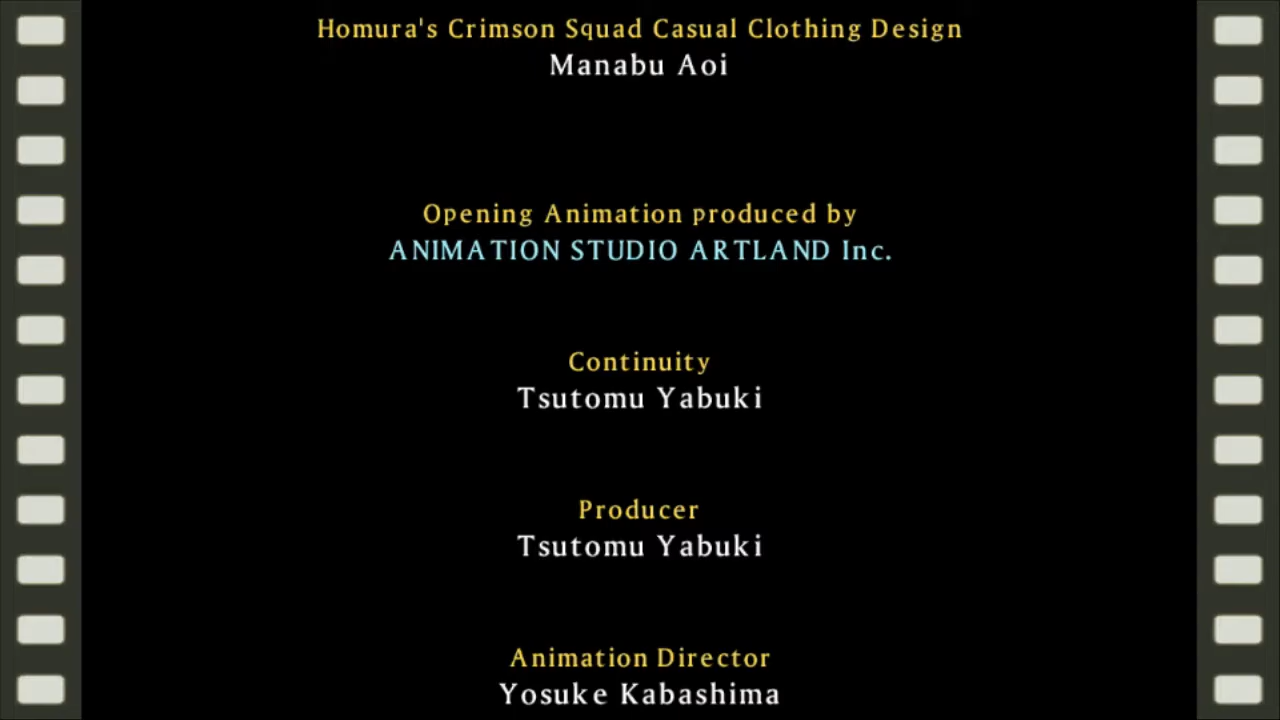 Homura's Crimson Squad Casual Clothing Design
Manabu Aoi
Opening Animation produced by
ANIMATION STUDIO ARTLAND Inc.
Continuity
Tsutomu Yabuki
Producer
Tsutomu Yabuki
Animation Director
Yosuke Kabashima